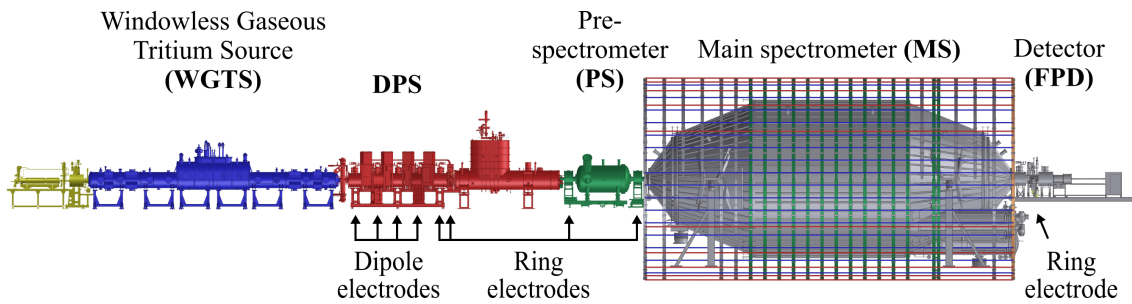 Windowless Gaseous
Tritium Source
(WGTS)
DPS
Pre-
spectrometer
(PS)
Main spectrometer (MS)
Detector
(FPD)
Dipole
electrodes
Ring
electrodes
Ring
electrode